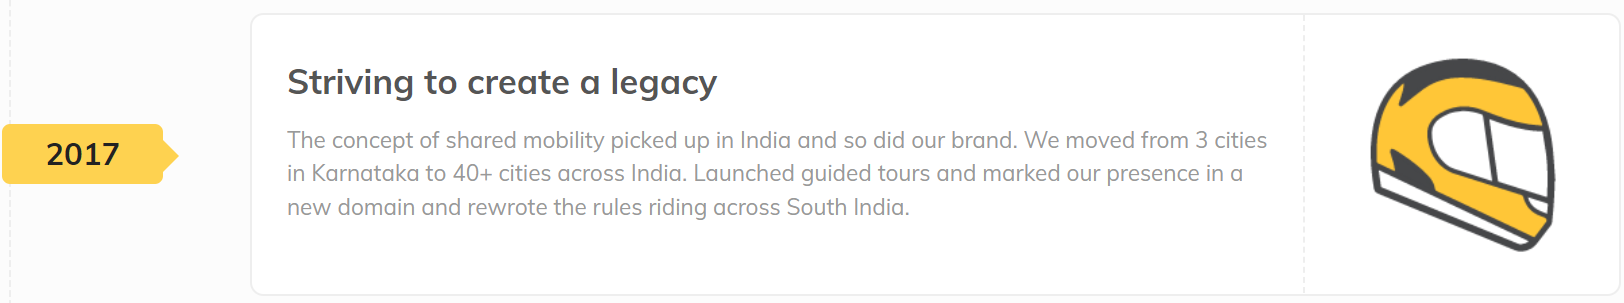 Striving to create a legacy
2017
The concept of shared mobility picked up in India and so did our brand. We moved from 3 cities
in Karnataka to 40+ cities across India. Launched guided tours and marked our presence in a
new domain and rewrote the rules riding across South India.